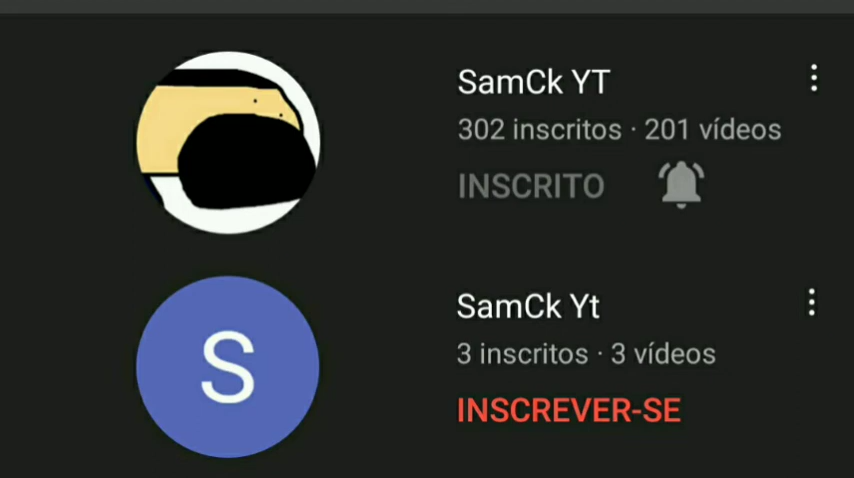 SamCk YT
302 inscritos · 201 vídeos
INSCRITO
S
SamCk Yt
3 inscritos · 3 vídeos
INSCREVER-SE